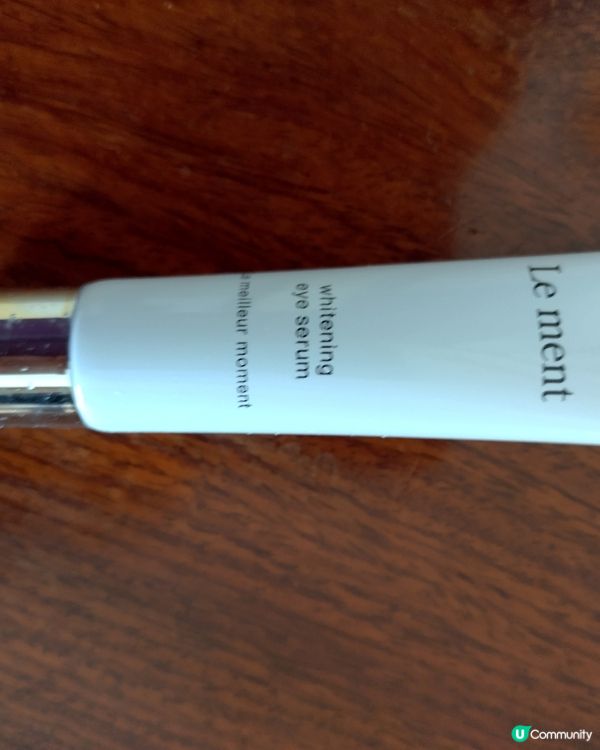 Le ment
whitening
eye serum
meilleur moment
U Community